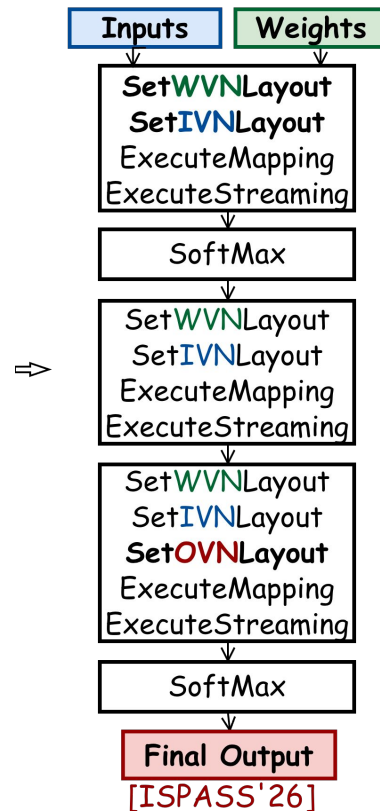 Inputs
Weights
SetWVNLayout
SetIVNLayout
ExecuteMapping
ExecuteStreaming
SoftMax
SetWVNLayout
SetIVNLayout
ExecuteMapping
ExecuteStreaming
SetWVNLayout
SetIVNLayout
SetOVNLayout
ExecuteMapping
ExecuteStreaming
SoftMax
Final Output
[ISPASS'26]